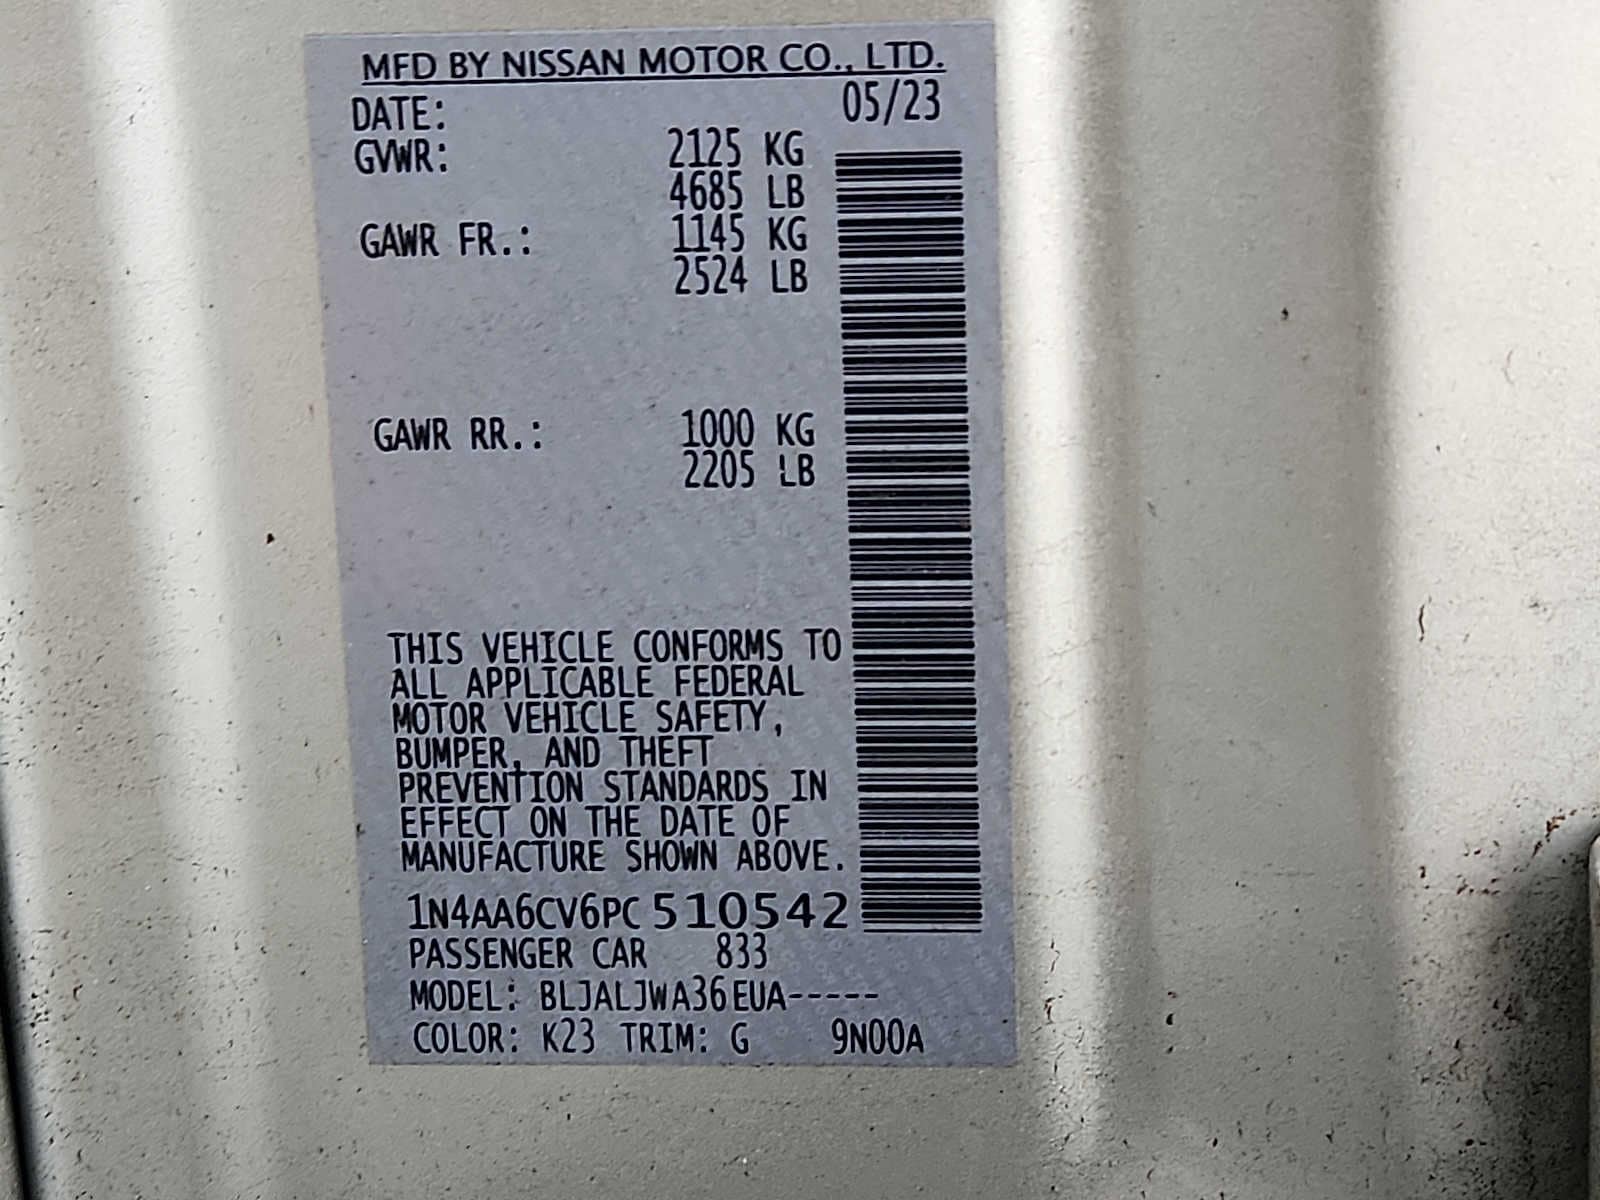 MFD BY NISSAN MOTOR CO., LTD.
DATE: 05/23
GVWR: 2125 KG
4685 LB
GAWR FR.: 1145 KG
2524 LB
GAWR RR.: 1000 KG
2205 LB
THIS VEHICLE CONFORMS TO
ALL APPLICABLE FEDERAL
MOTOR VEHICLE SAFETY,
BUMPER, AND THEFT
PREVENTION STANDARDS IN
EFFECT ON THE DATE OF
MANUFACTURE SHOWN ABOVE.
1N4AA6CV6PC510542
PASSENGER CAR 833
MODEL: BLJALJWA36EUA-----
COLOR: K23 TRIM: G 9N00A